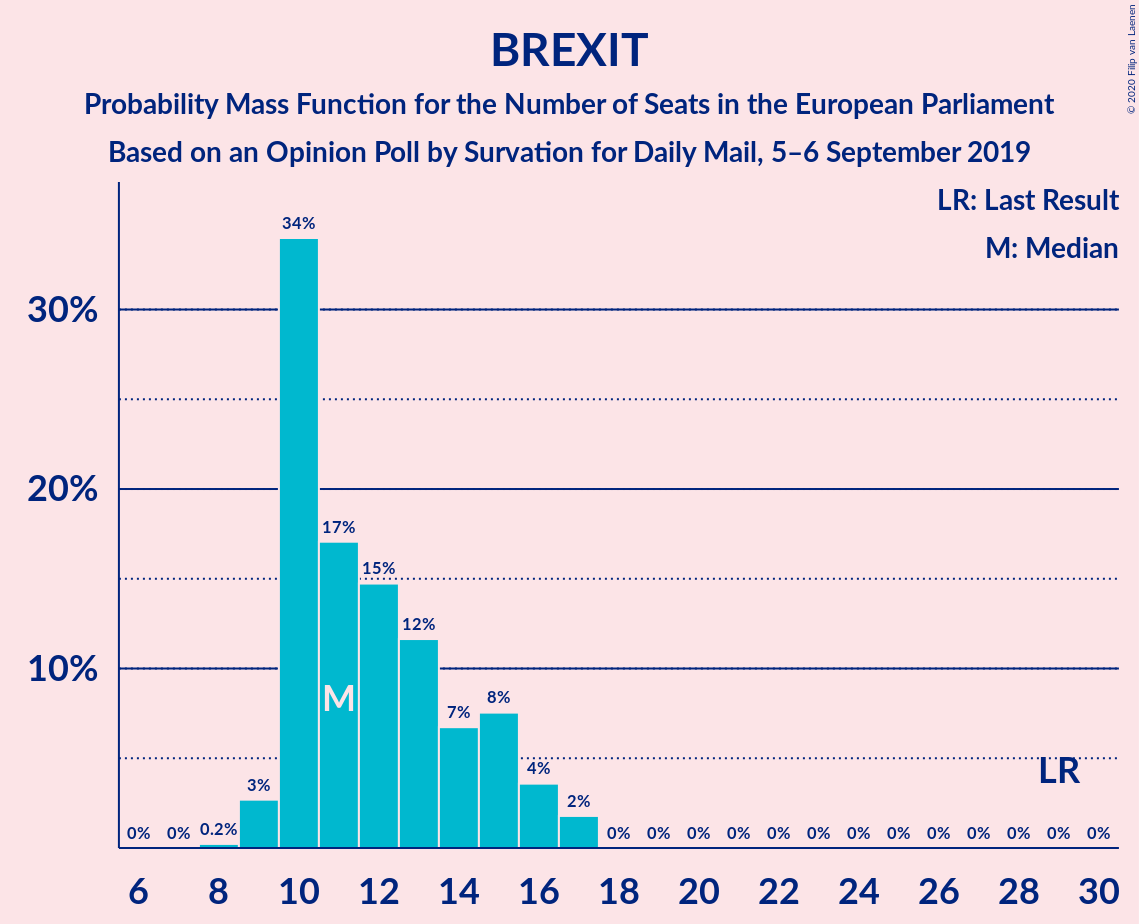 BREXIT
Probability Mass Function for the Number of Seats in the European Parliament
Based on an Opinion Poll by Survation for Daily Mail, 5–6 September 2019
© 2020 Filip van Laenen
LR: Last Result
M: Median
30%
20%
10%
0% 0% 0.2% 3% 34% 17% 15% 12% 7% 8% 4% 2% 0% 0% 0% 0% 0% 0% 0% 0% 0% 0% 0% 0% 0%
M
LR
6 8 10 12 14 16 18 20 22 24 26 28 30